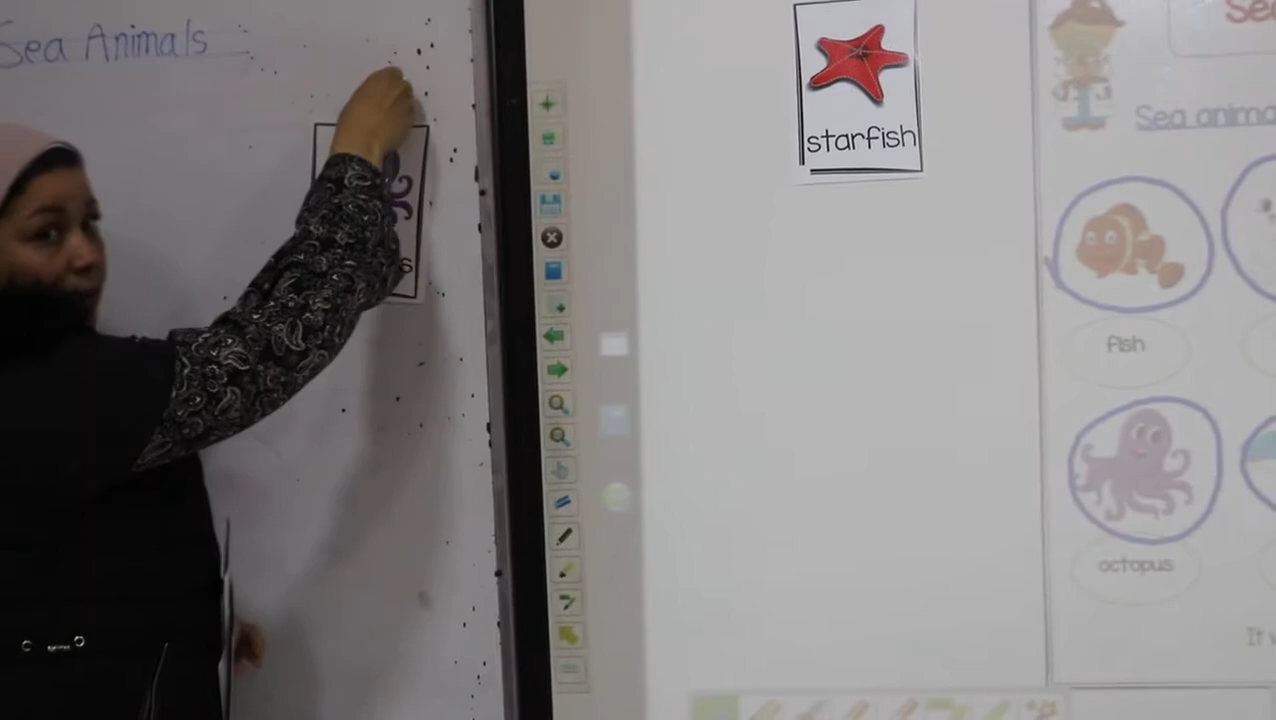 Sea Animals
starfish
Sea anima
fish
octopus